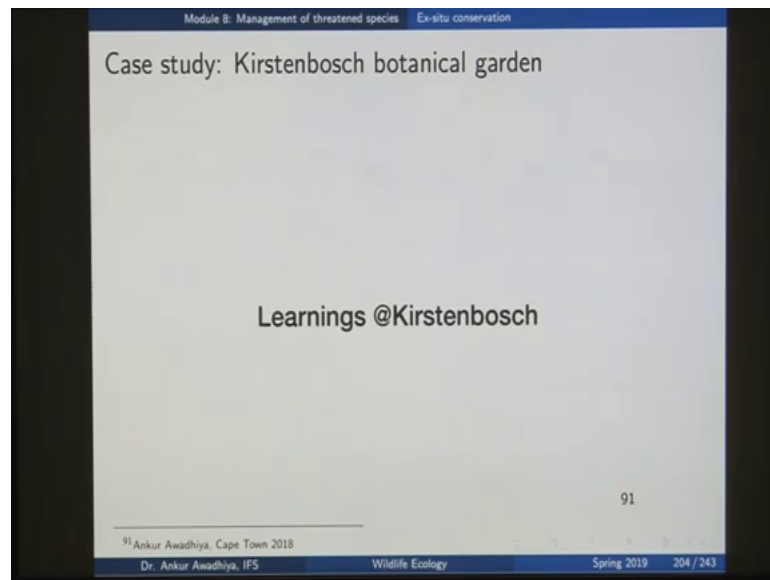 Module 8: Management of threatened species Ex-situ conservation
Case study: Kirstenbosch botanical garden
Learnings @Kirstenbosch
91
91 Ankur Awadhiya, Cape Town 2018
Dr. Ankur Awadhiya, IFS Wildlife Ecology Spring 2019 204 / 243